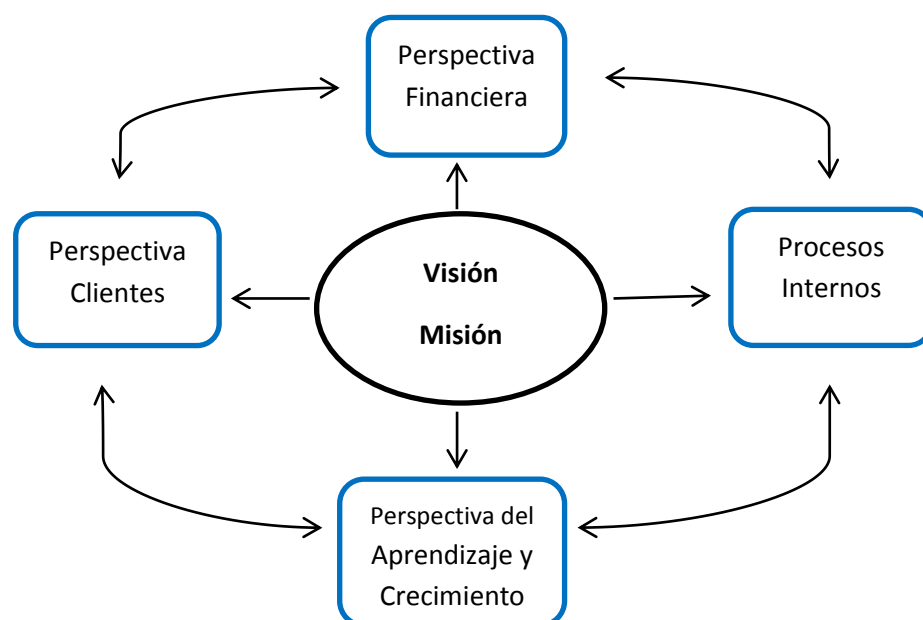 Perspectiva
Financiera
Perspectiva
Clientes
Visión
Misión
Procesos
Internos
Perspectiva del
Aprendizaje y
Crecimiento